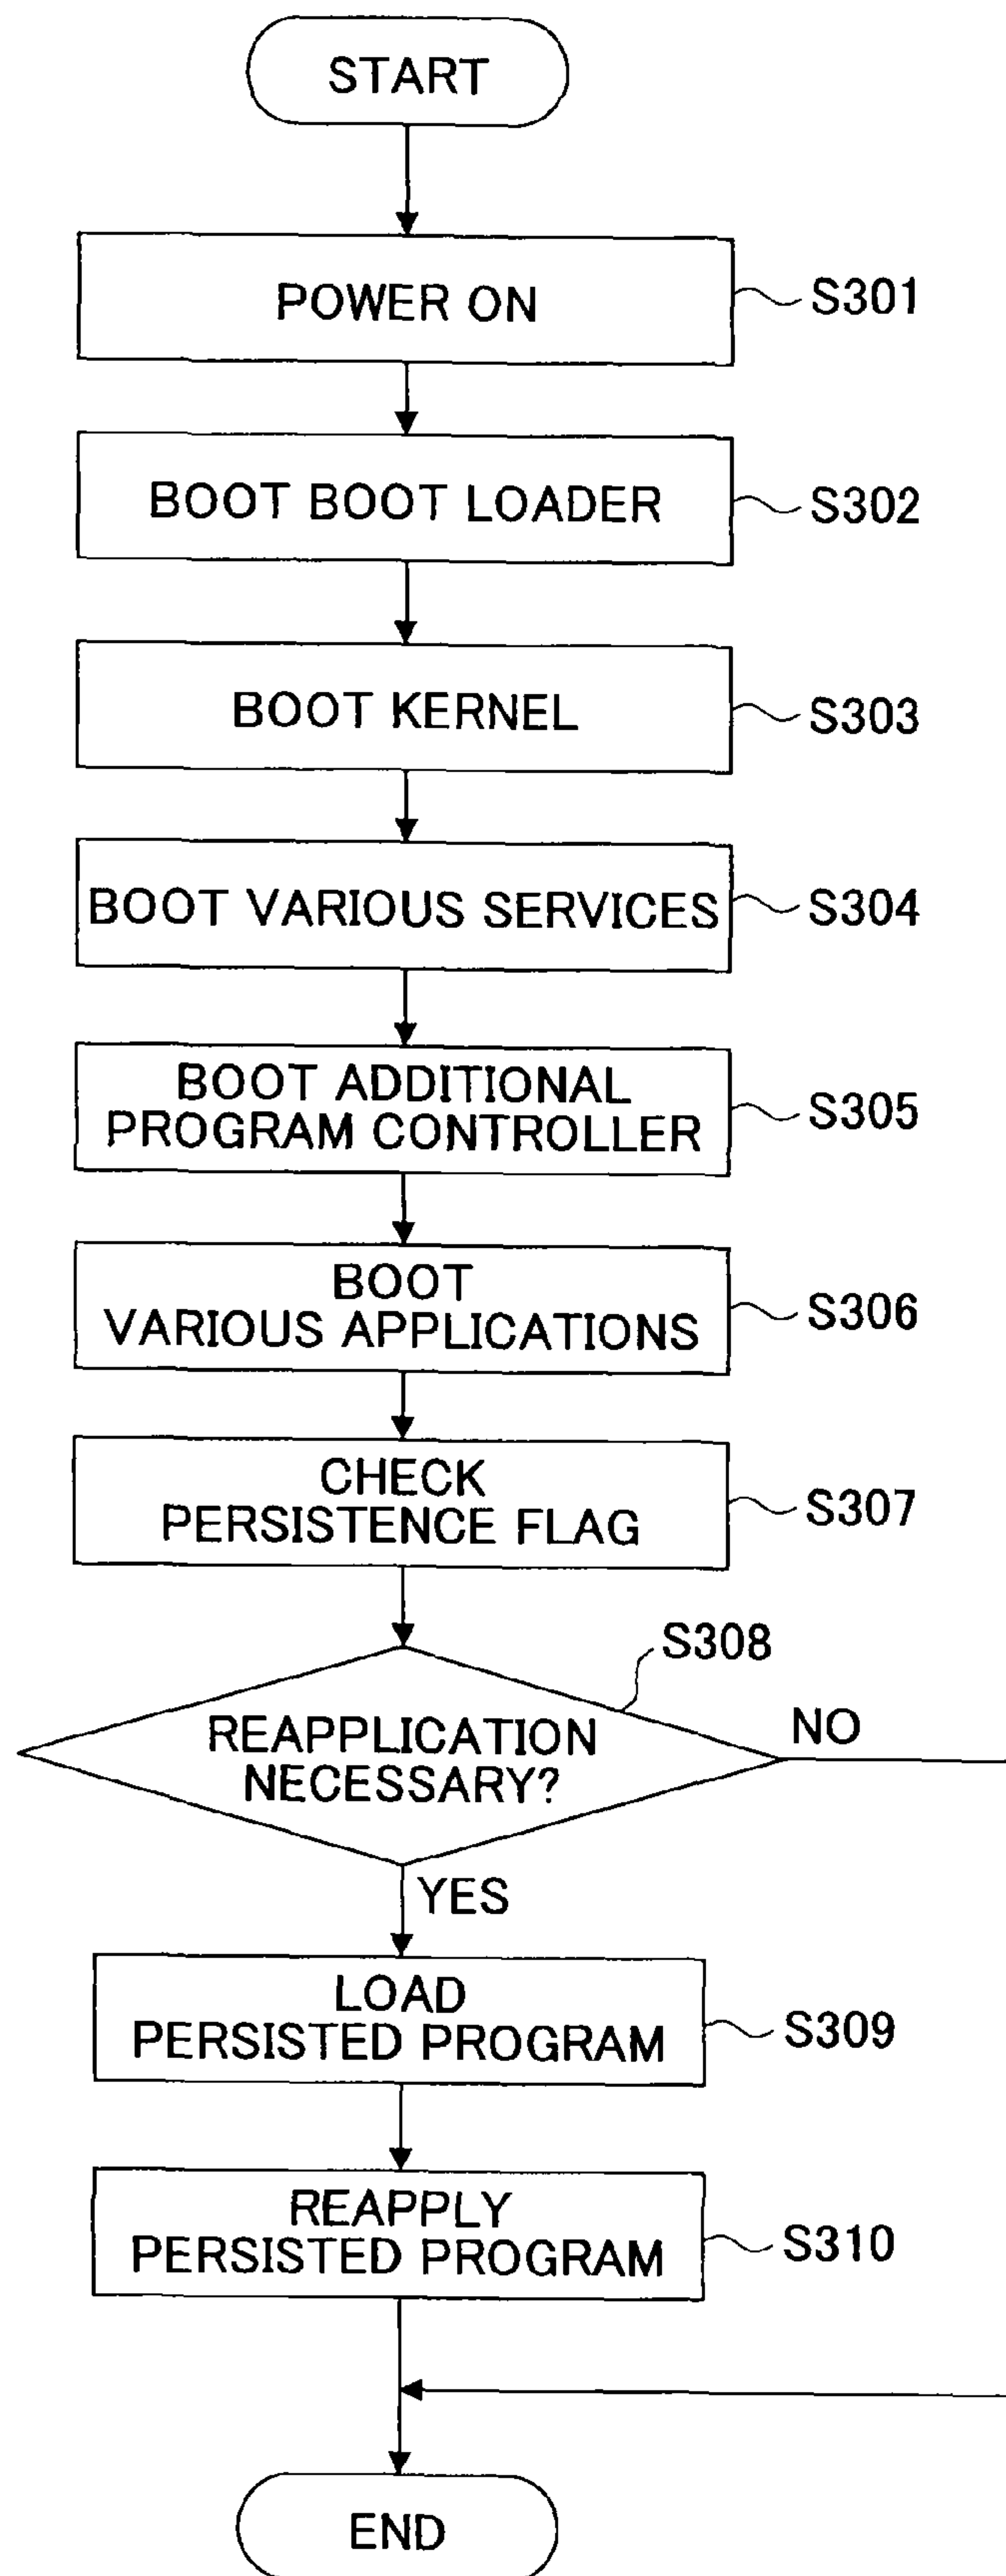 START
POWER ON
S301
BOOT BOOT LOADER
S302
BOOT KERNEL
S303
BOOT VARIOUS SERVICES
S304
BOOT ADDITIONAL
PROGRAM CONTROLLER
S305
BOOT
VARIOUS APPLICATIONS
S306
CHECK
PERSISTENCE FLAG
S307
S308
REAPPLICATION
NECESSARY?
NO
YES
LOAD
PERSISTED PROGRAM
S309
REAPPLY
PERSISTED PROGRAM
S310
END